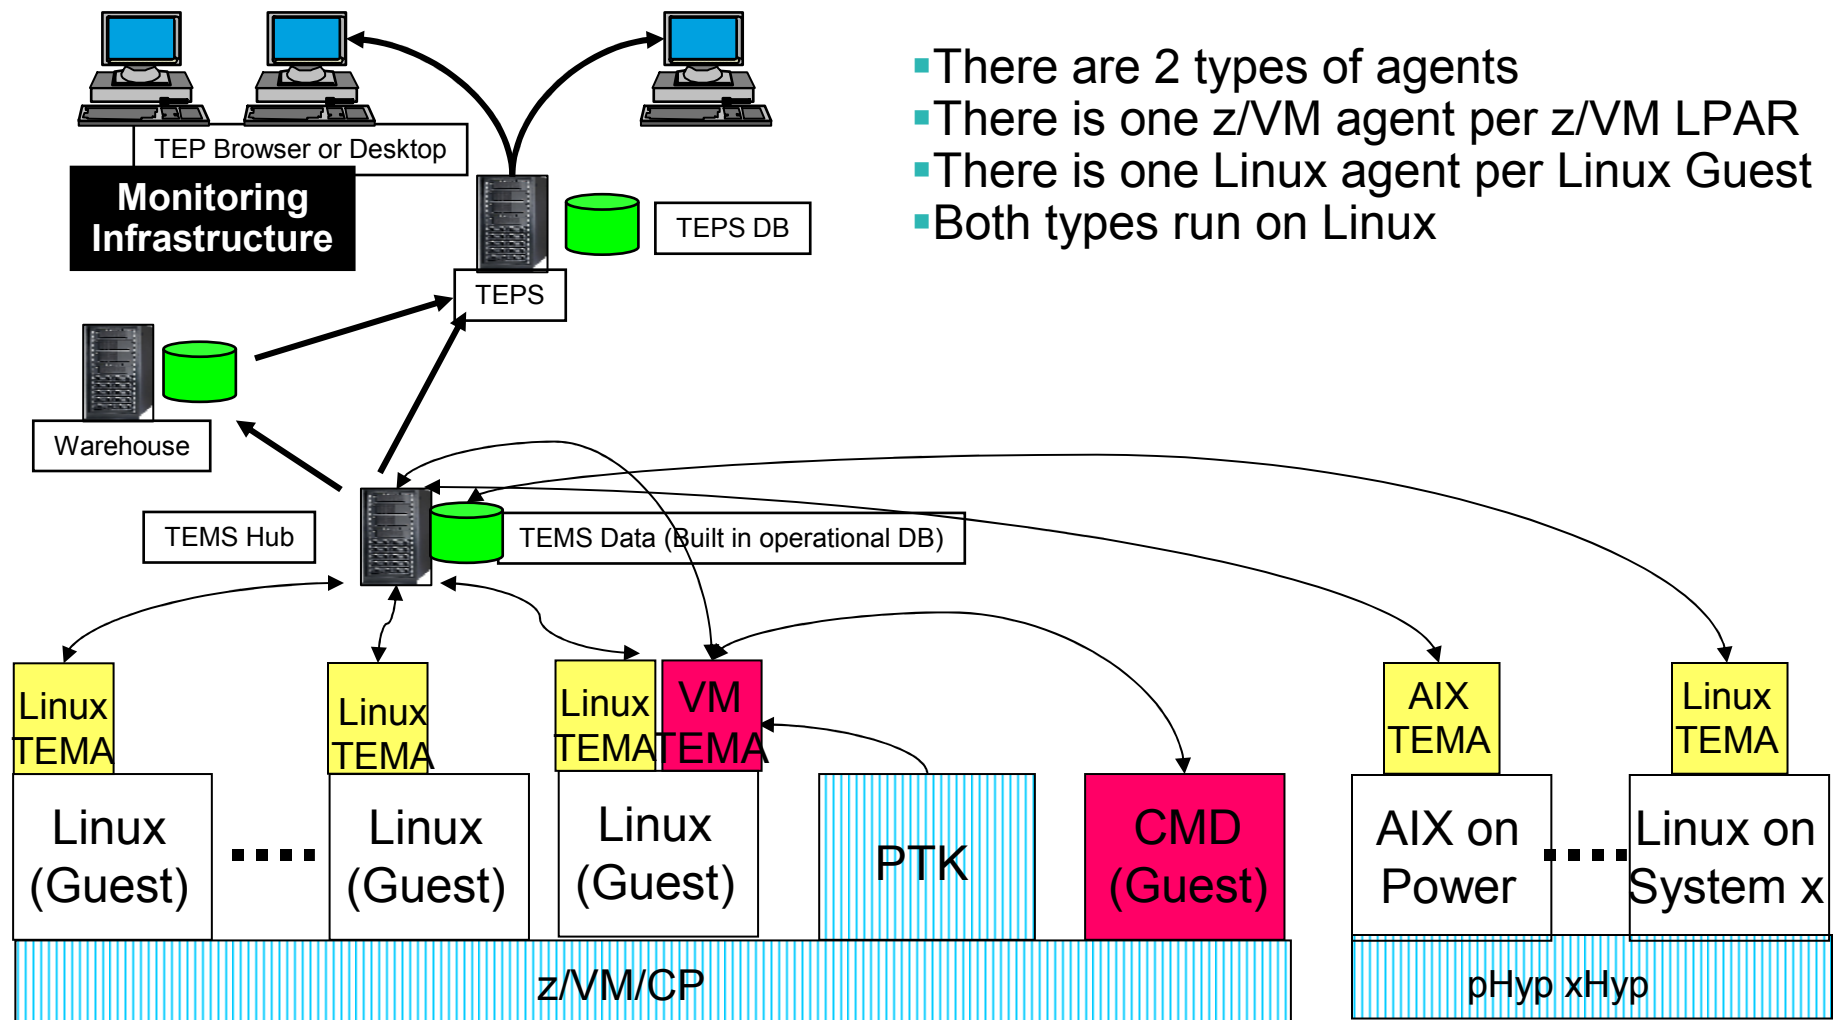 ▪There are 2 types of agents
▪There is one z/VM agent per z/VM LPAR
▪There is one Linux agent per Linux Guest
▪Both types run on Linux
TEP Browser or Desktop
Monitoring
Infrastructure
TEPS DB
TEPS
Warehouse
TEMS Hub
TEMS Data (Built in operational DB)
Linux
TEMA
Linux
TEMA
Linux
TEMA
VM
TEMA
AIX
TEMA
Linux
TEMA
Linux
(Guest)
Linux
(Guest)
Linux
(Guest)
PTK
CMD
(Guest)
AIX on
Power
Linux on
System x
z/VM/CP
pHyp xHyp